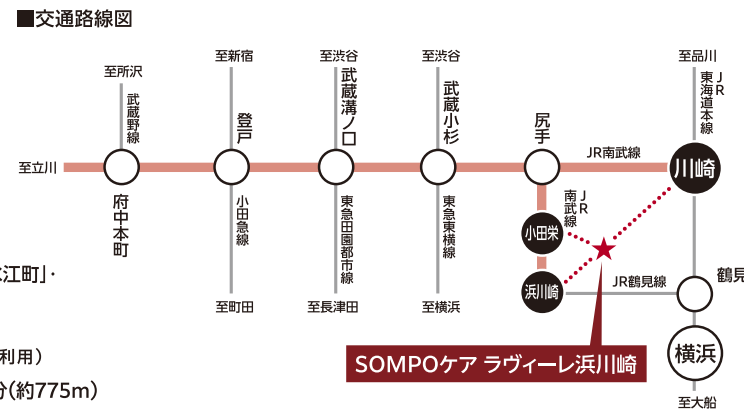 ■交通路線図
至所沢
至新宿
至渋谷
至渋谷
至品川
武蔵野線
登戸
武蔵溝ノ口
武蔵小杉
尻手
JR東海道本線
至立川
JR南武線
川崎
府中本町
小田急線
東急田園都市線
東急東横線
JR南武線
小田栄
浜川崎
JR鶴見線
鶴見
至町田
至長津田
至横浜
横浜
至大船
SOMPOケア ラヴィーレ浜川崎
江町」・
利用）
分(約775m)